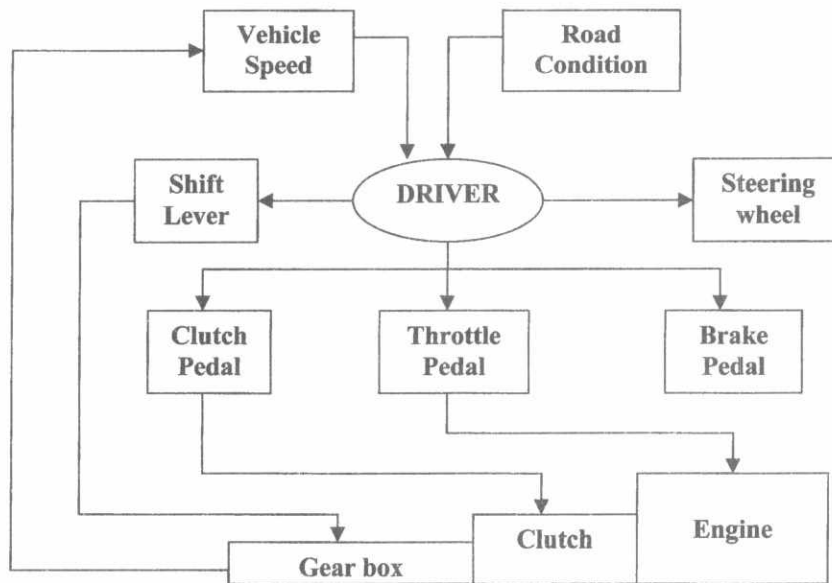 Vehicle
Speed
Road
Condition
Shift
Lever
DRIVER
Steering
wheel
Clutch
Pedal
Throttle
Pedal
Brake
Pedal
Gear box
Clutch
Engine